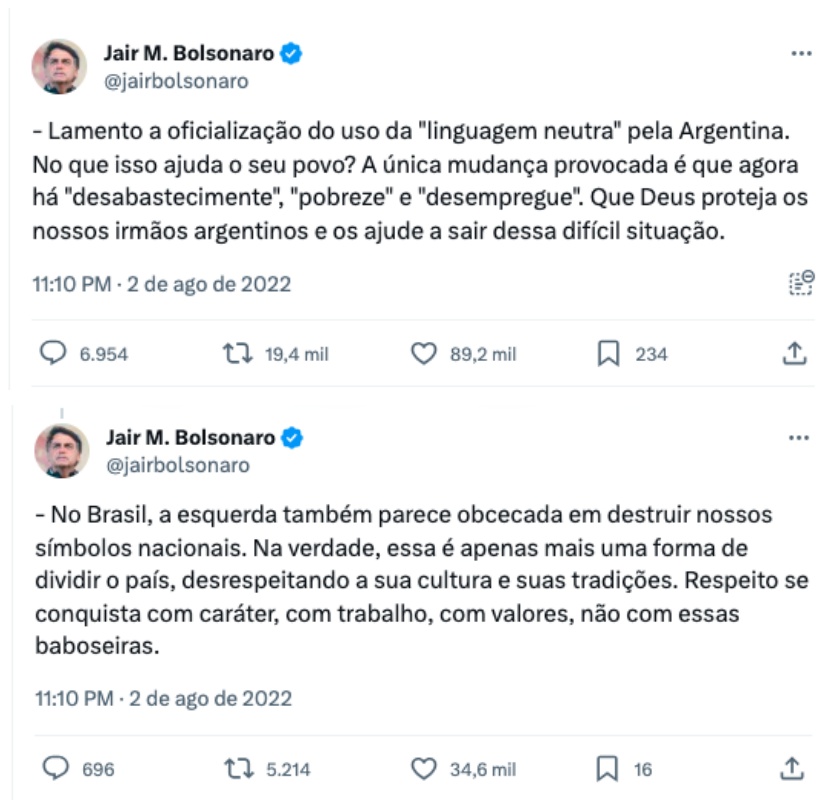 Jair M. Bolsonaro
@jairbolsonaro
- Lamento a oficialização do uso da "linguagem neutra" pela Argentina.
No que isso ajuda o seu povo? A única mudança provocada é que agora
há "desabastecimente", "pobreze" e "desempregue". Que Deus proteja os
nossos irmãos argentinos e os ajude a sair dessa difícil situação.
11:10 PM · 2 de ago de 2022
6.954 19,4 mil 89,2 mil 234
Jair M. Bolsonaro
@jairbolsonaro
- No Brasil, a esquerda também parece obcecada em destruir nossos
símbolos nacionais. Na verdade, essa é apenas mais uma forma de
dividir o país, desrespeitando a sua cultura e suas tradições. Respeito se
conquista com caráter, com trabalho, com valores, não com essas
baboseiras.
11:10 PM · 2 de ago de 2022
696 5.214 34,6 mil 16